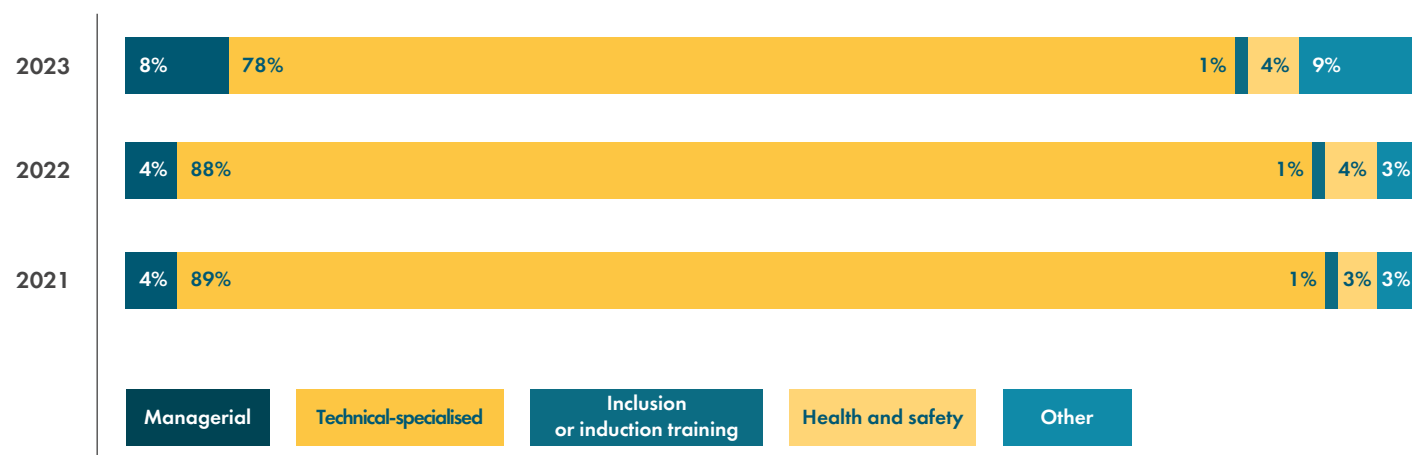 2023 8% 78% 1% 4% 9%
2022 4% 88% 1% 4% 3%
2021 4% 89% 1% 3% 3%
Managerial
Technical-specialised
Inclusion
or induction training
Health and safety
Other